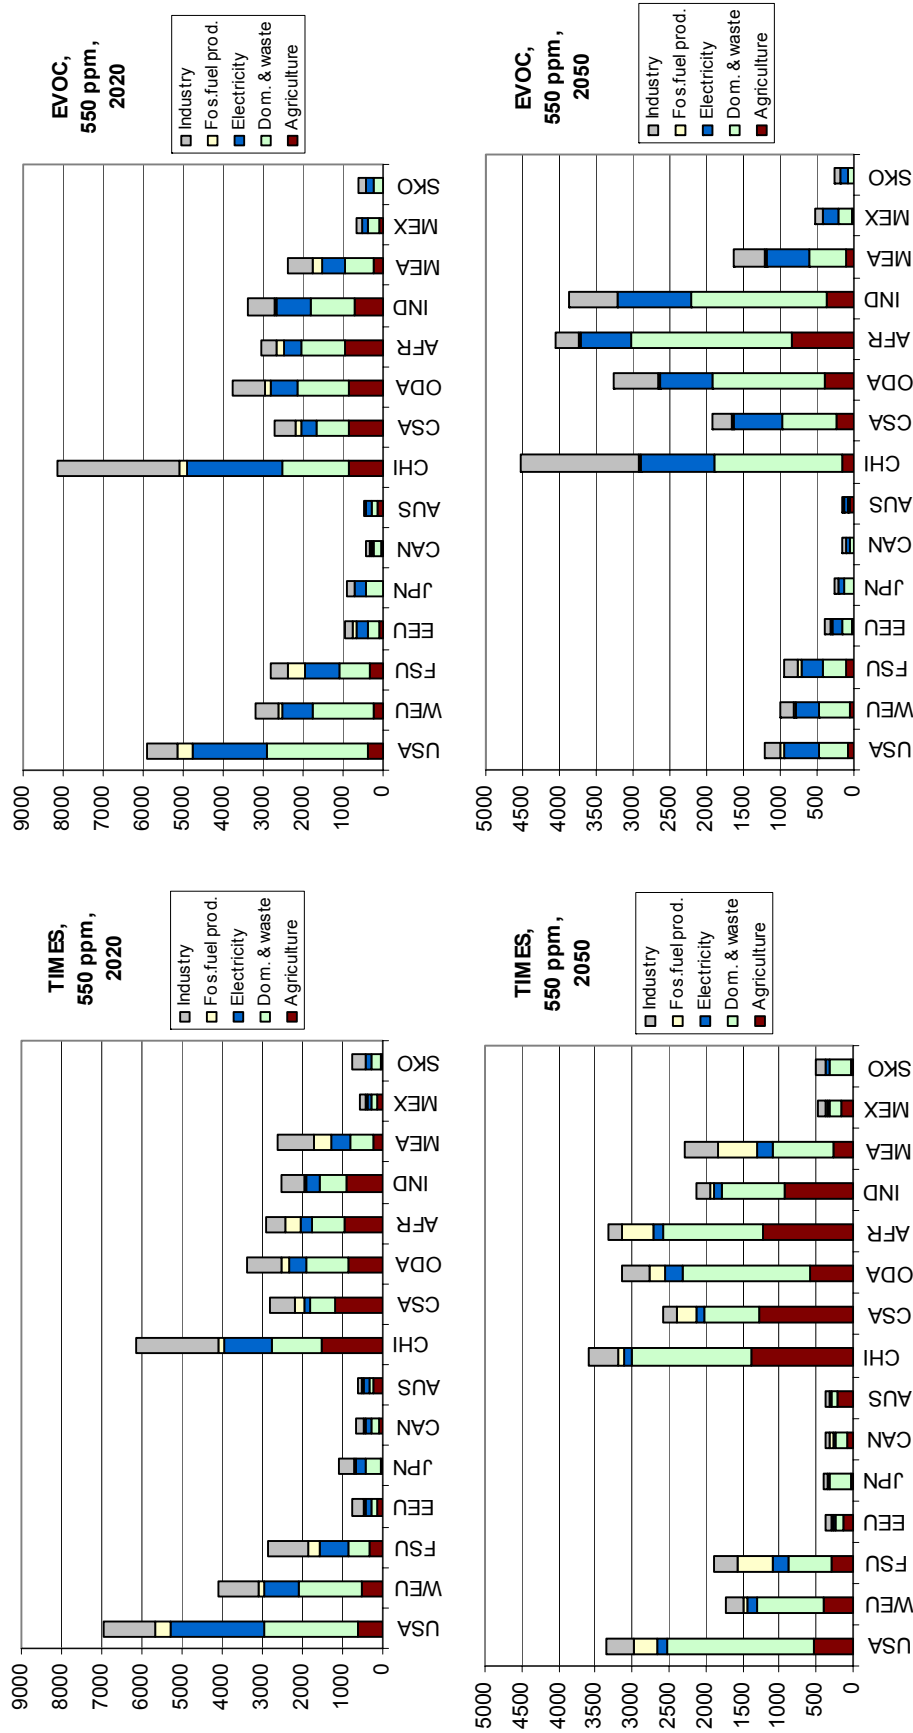 TIMES,
550 ppm,
2020
Industry
Fos.fuel prod.
Electricity
Dom. & waste
Agriculture
9000
8000
7000
6000
5000
4000
3000
2000
1000
0
USA
WEU
FSU
EEU
JPN
CAN
AUS
CHI
CSA
ODA
AFR
IND
MEA
MEX
SKO
EVOC,
550 ppm,
2020
Industry
Fos.fuel prod.
Electricity
Dom. & waste
Agriculture
9000
8000
7000
6000
5000
4000
3000
2000
1000
0
USA
WEU
FSU
EEU
JPN
CAN
AUS
CHI
CSA
ODA
AFR
IND
MEA
MEX
SKO
TIMES,
550 ppm,
2050
Industry
Fos.fuel prod.
Electricity
Dom. & waste
Agriculture
5000
4500
4000
3500
3000
2500
2000
1500
1000
500
0
USA
WEU
FSU
EEU
JPN
CAN
AUS
CHI
CSA
ODA
AFR
IND
MEA
MEX
SKO
EVOC,
550 ppm,
2050
Industry
Fos.fuel prod.
Electricity
Dom. & waste
Agriculture
5000
4500
4000
3500
3000
2500
2000
1500
1000
500
0
USA
WEU
FSU
EEU
JPN
CAN
AUS
CHI
CSA
ODA
AFR
IND
MEA
MEX
SKO